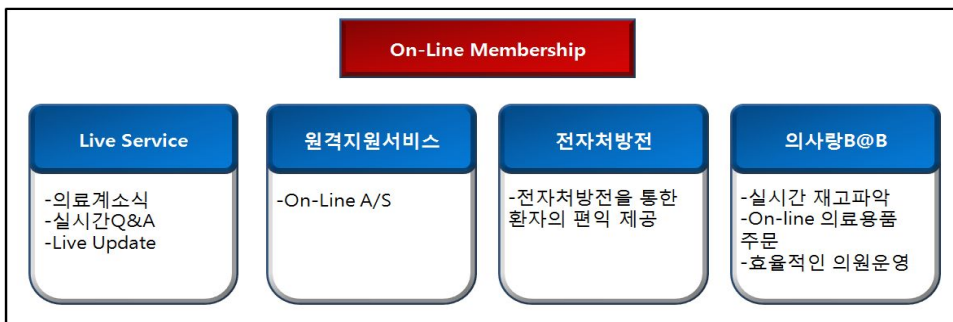 On-Line Membership
Live Service
-의료계소식
-실시간Q&A
-Live Update
원격지원서비스
-On-Line A/S
전자처방전
-전자처방전을 통한
환자의 편익 제공
의사랑B@B
-실시간 재고파악
-On-line 의료용품
주문
-효율적인 의원운영